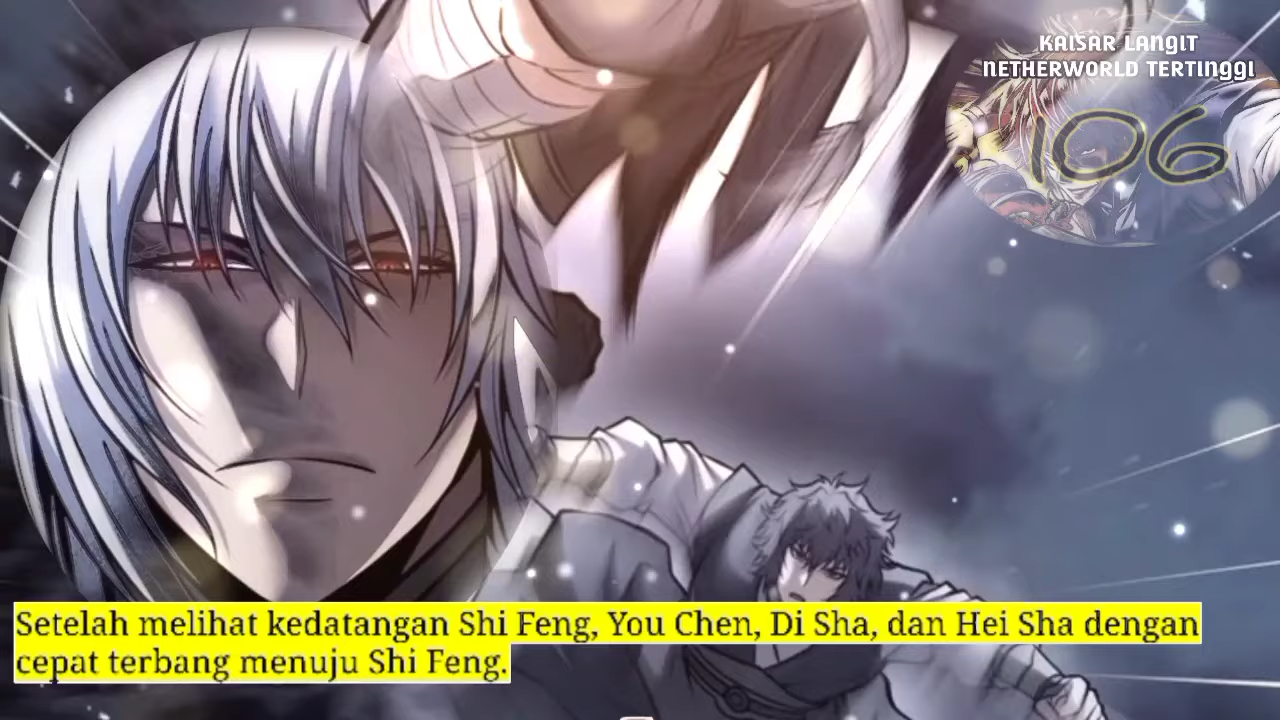 KAISAR LANGIT
NETHERWORLD TERTINGGI
106
Setelah melihat kedatangan Shi Feng, You Chen, Di Sha, dan Hei Sha dengan
cepat terbang menuju Shi Feng.